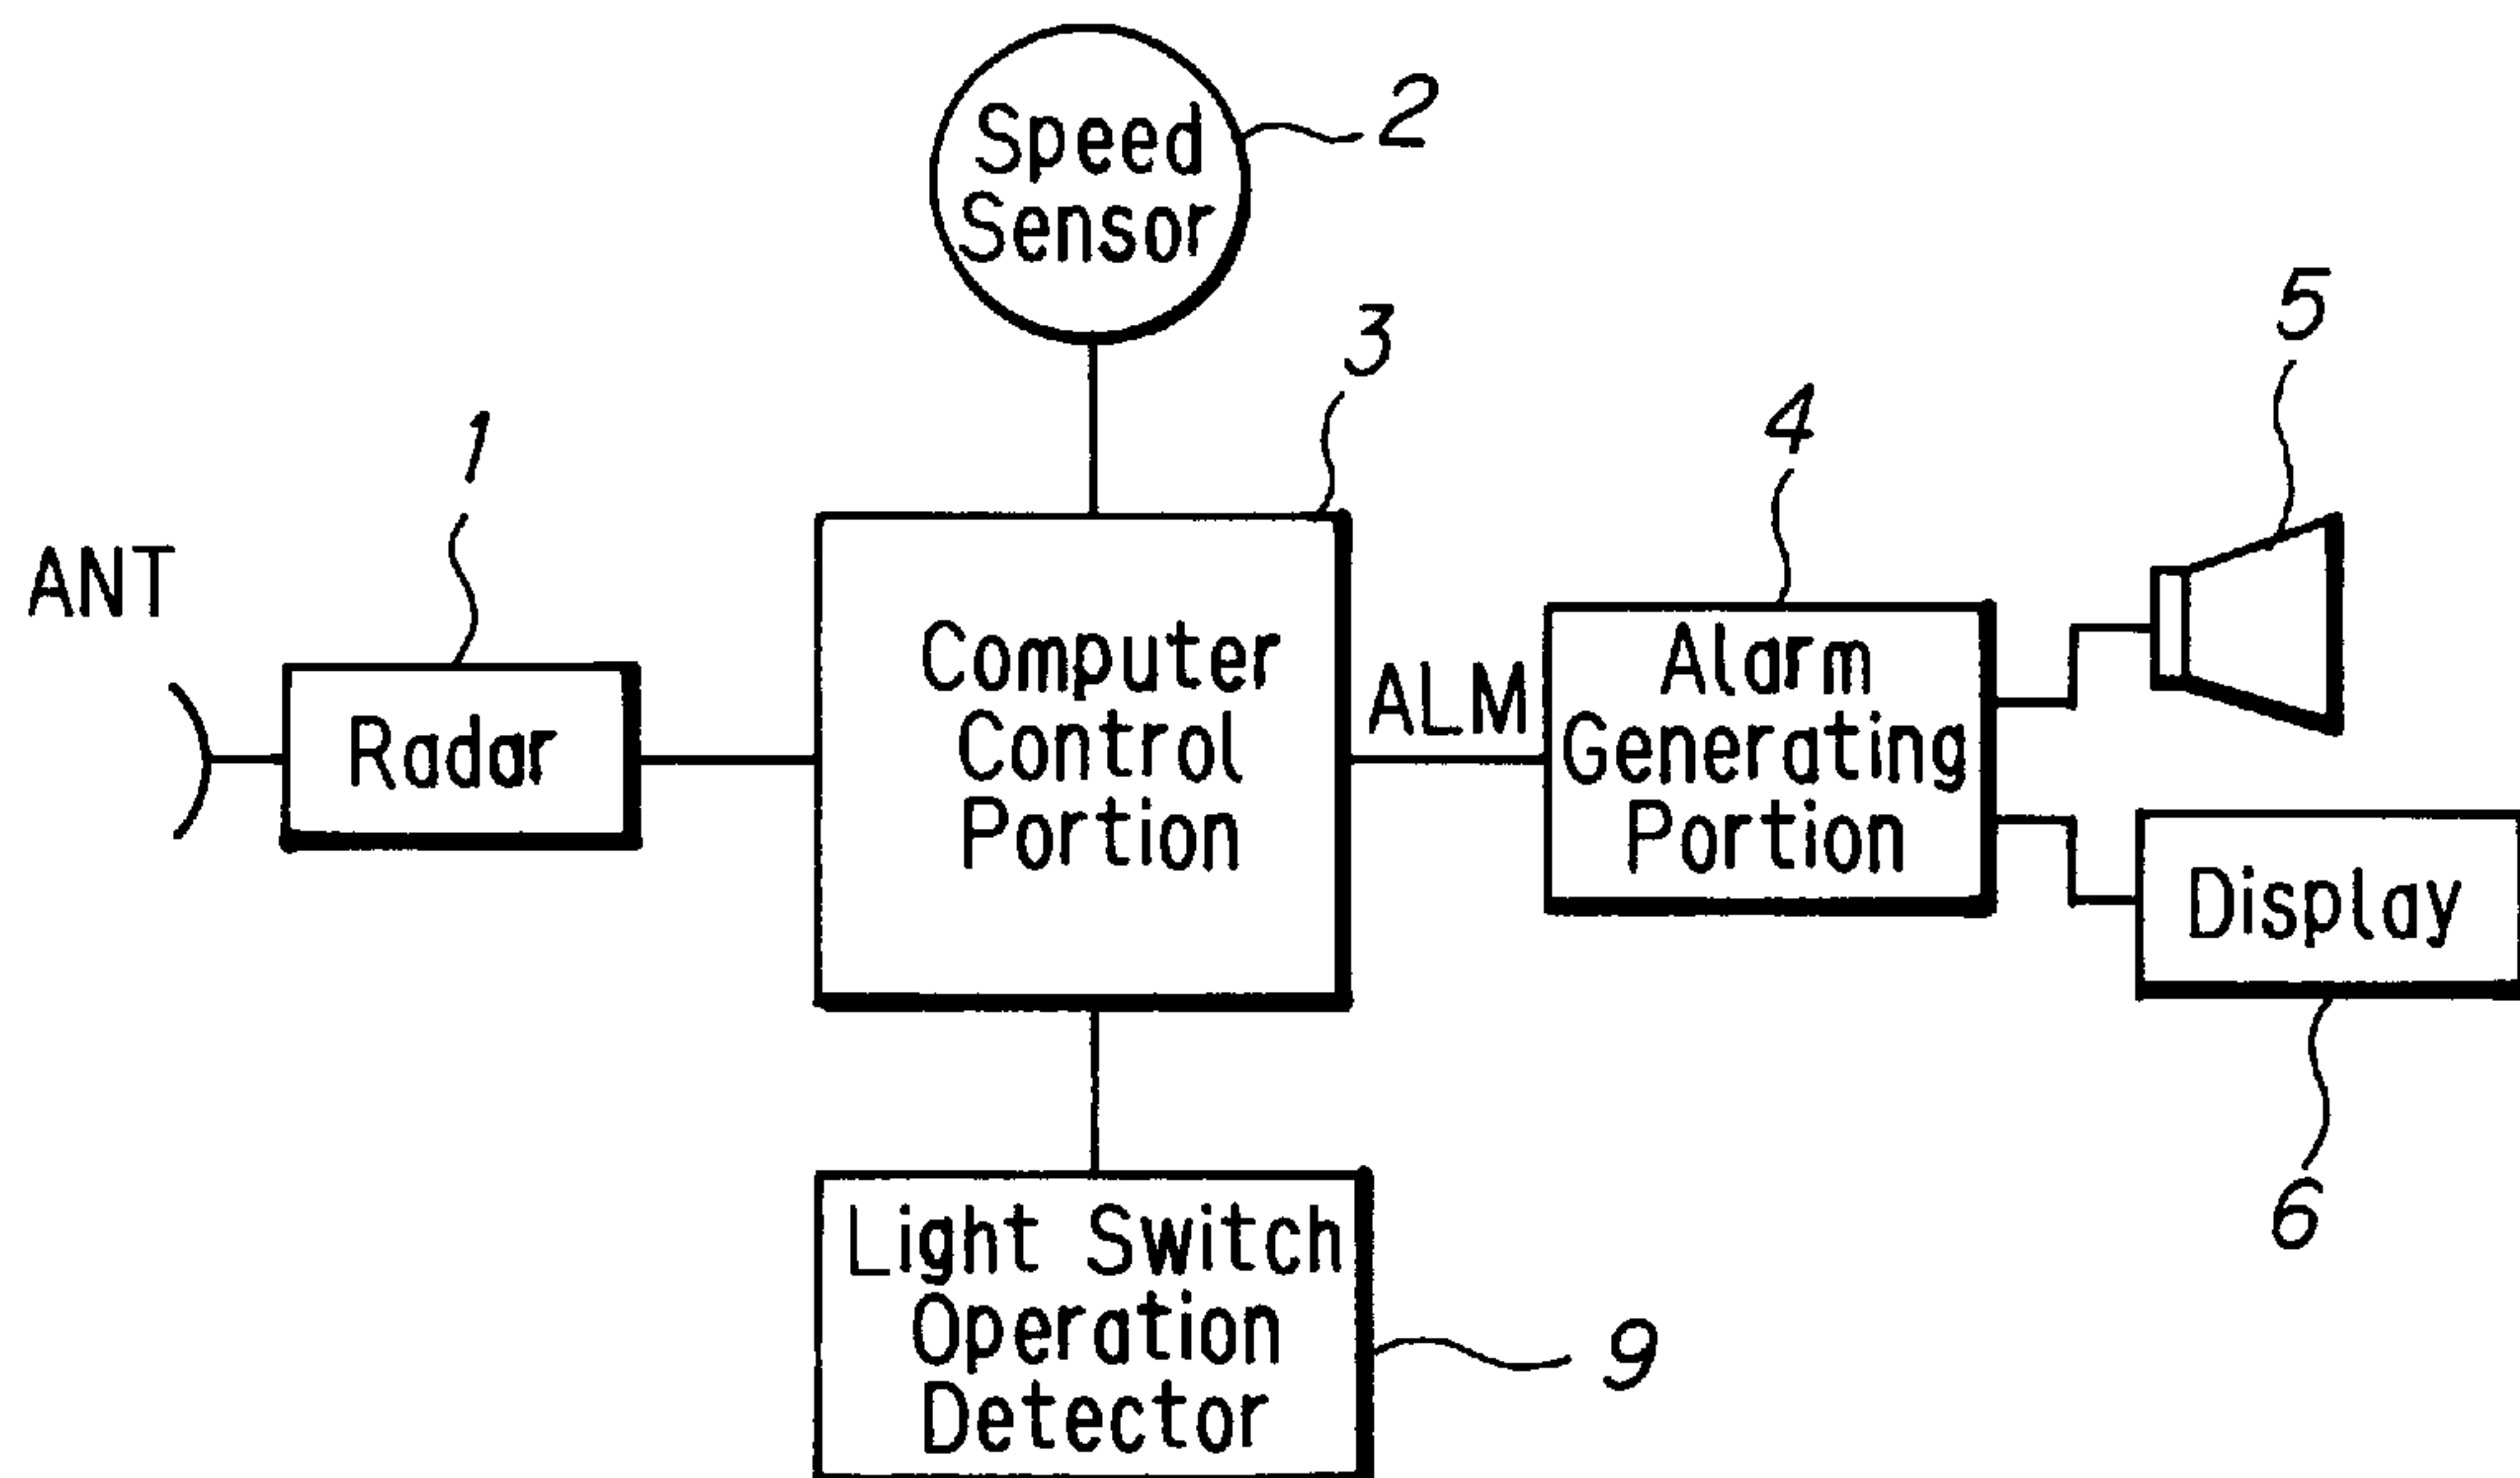 Speed
Sensor
2
3
5
1
4
ANT
Radar
Computer
Control
Portion
ALM
Alarm
Generating
Portion
Display
6
Light Switch
Operation
Detector
9